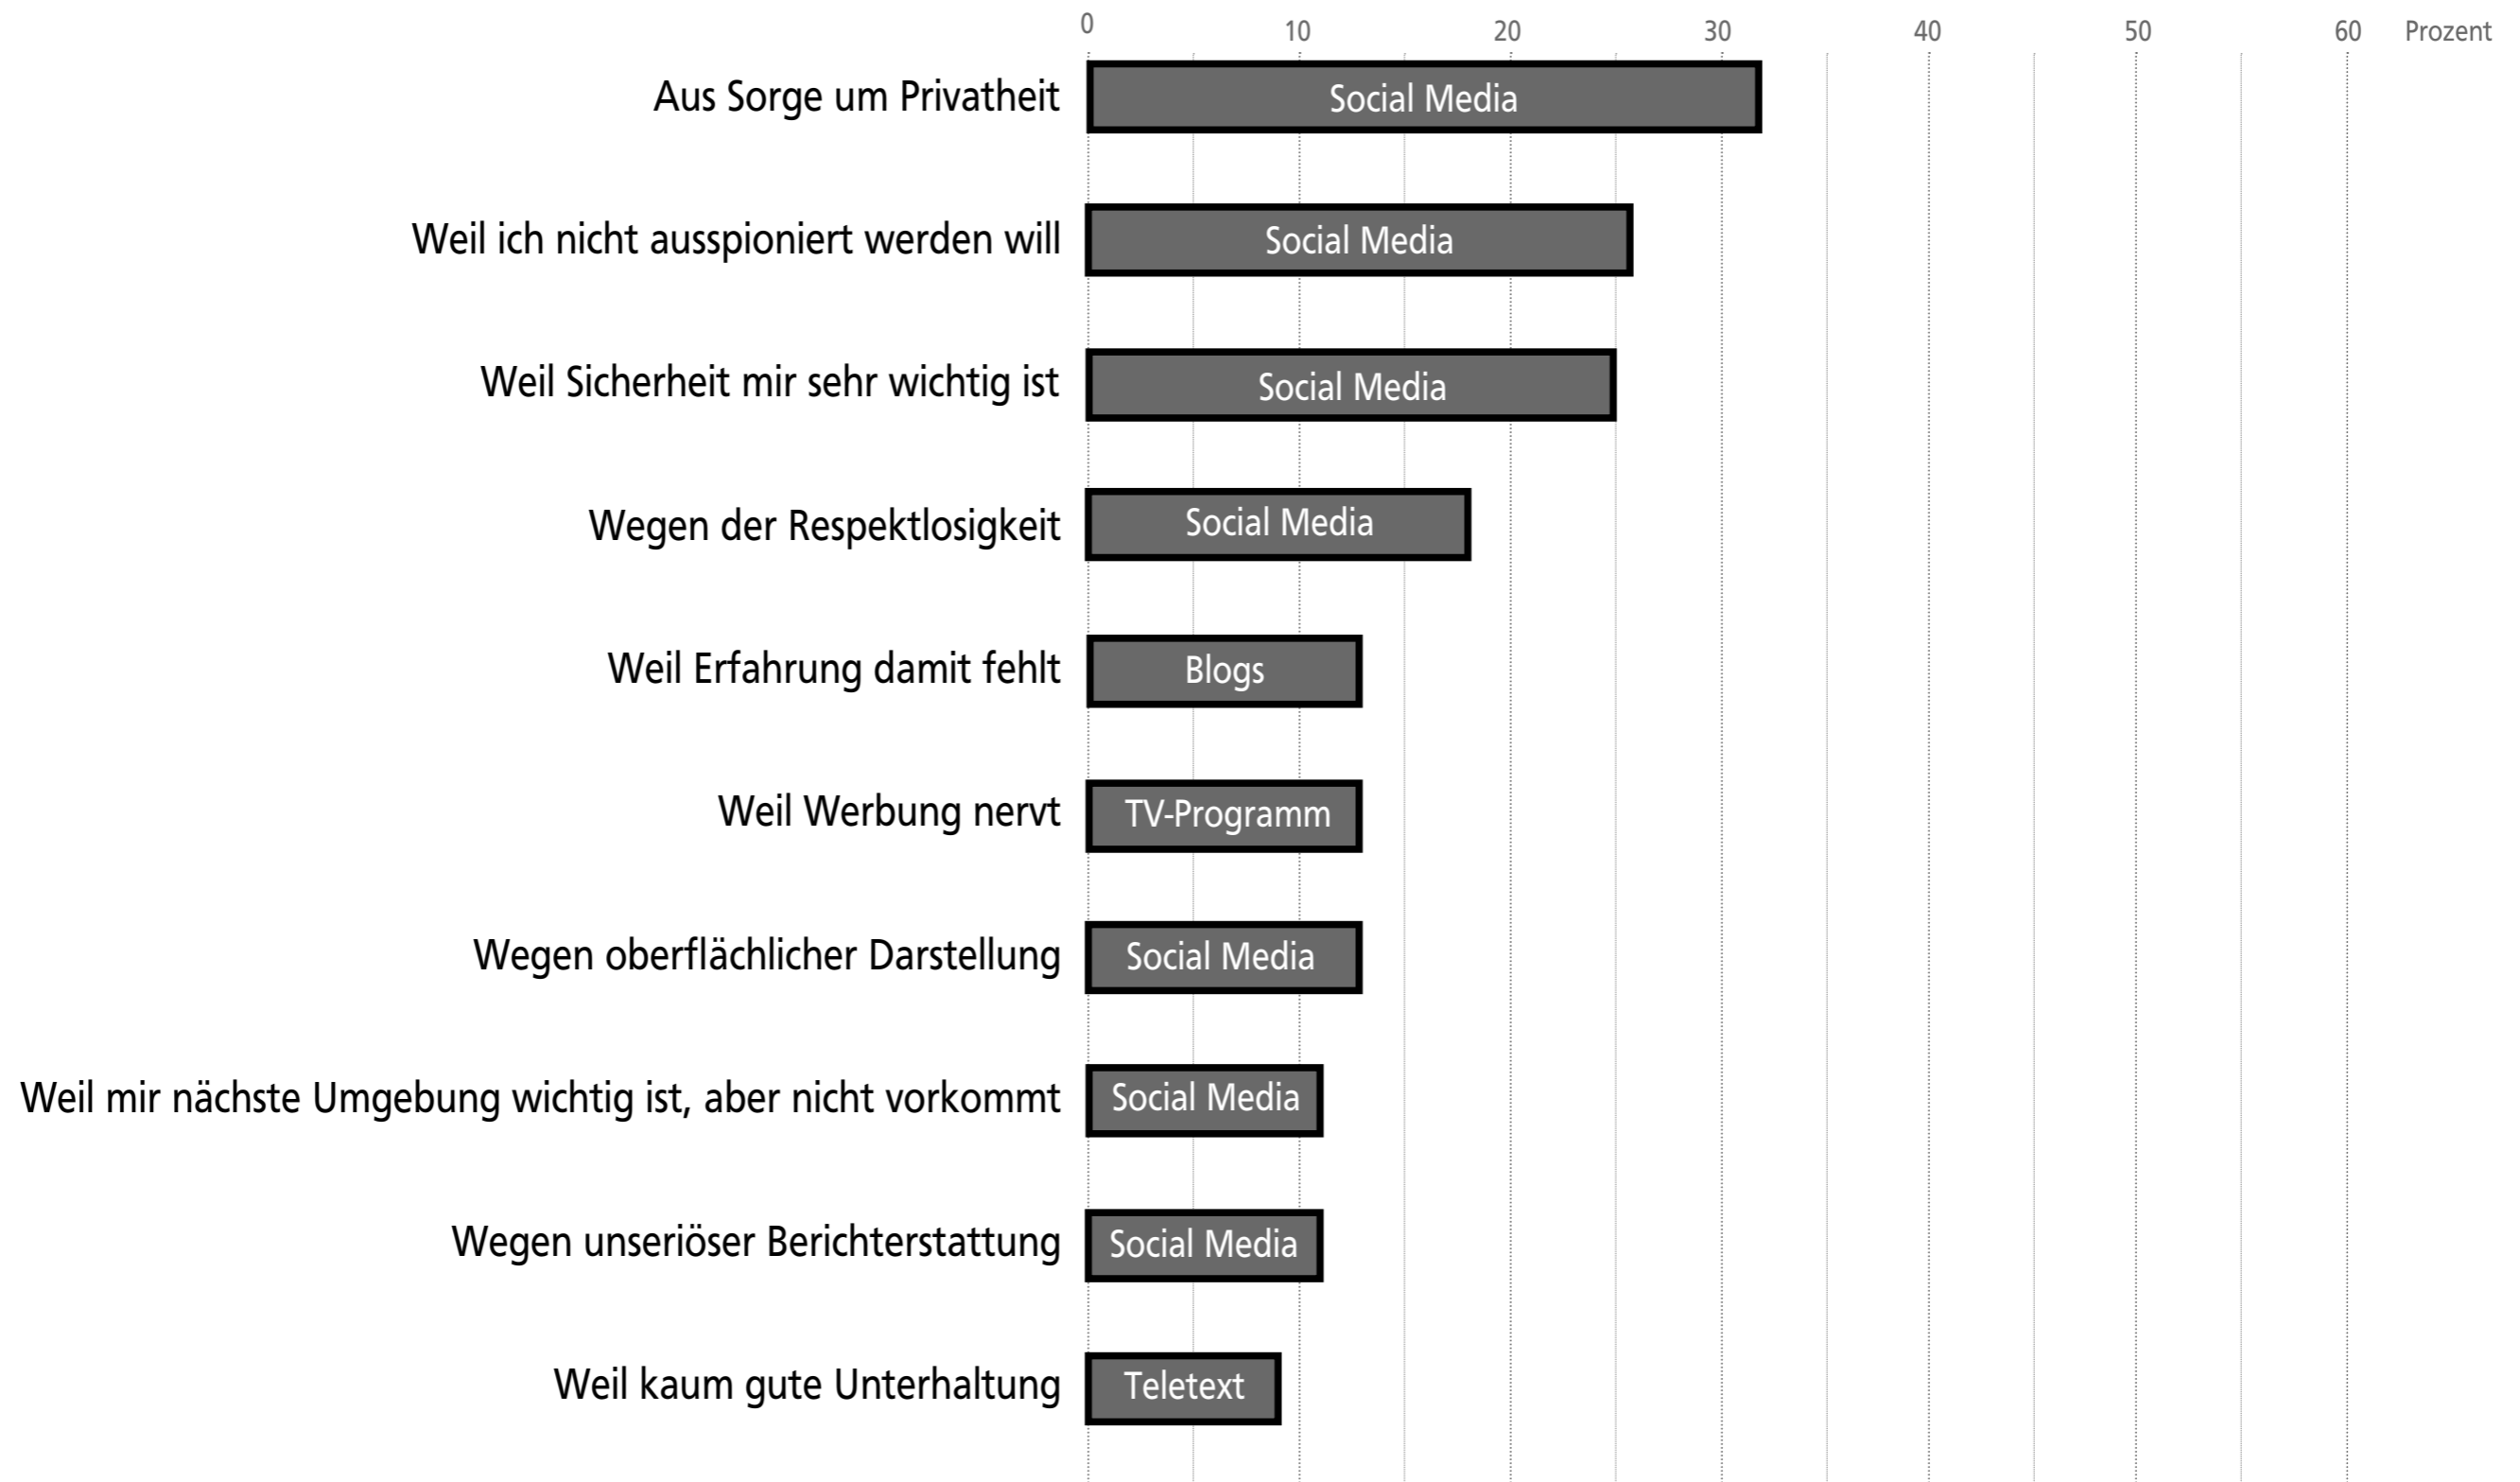 0 10 20 30 40 50 60 Prozent
Aus Sorge um Privatheit Social Media
Weil ich nicht ausspioniert werden will Social Media
Weil Sicherheit mir sehr wichtig ist Social Media
Wegen der Respektlosigkeit Social Media
Weil Erfahrung damit fehlt Blogs
Weil Werbung nervt TV-Programm
Wegen oberflächlicher Darstellung Social Media
Weil mir nächste Umgebung wichtig ist, aber nicht vorkommt Social Media
Wegen unseriöser Berichterstattung Social Media
Weil kaum gute Unterhaltung Teletext